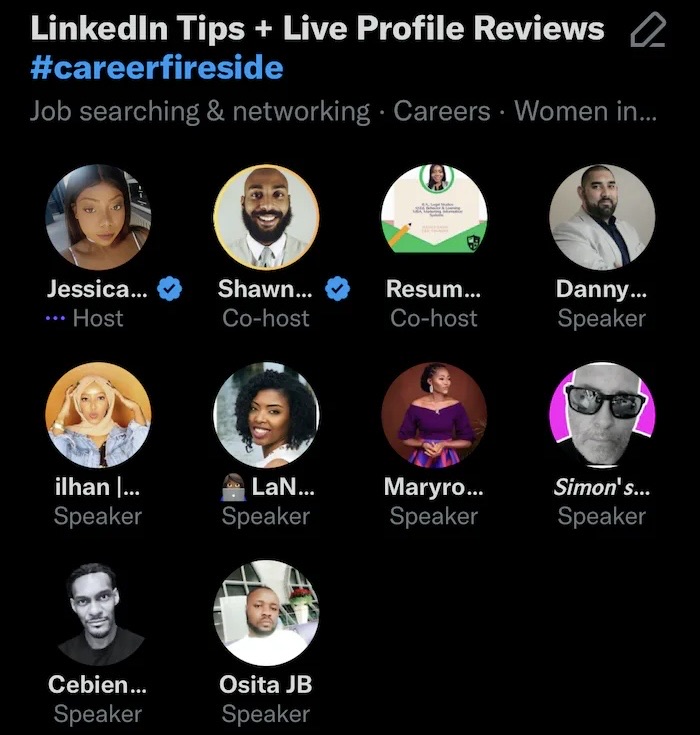 LinkedIn Tips + Live Profile Reviews
#careerfireside
Job searching & networking · Careers · Women in...
Jessica... Shawn... Resum... Danny...
Host Co-host Co-host Speaker
ilhan |... LaN... Maryro... Simon's...
Speaker Speaker Speaker Speaker
Cebien... Osita JB
Speaker Speaker